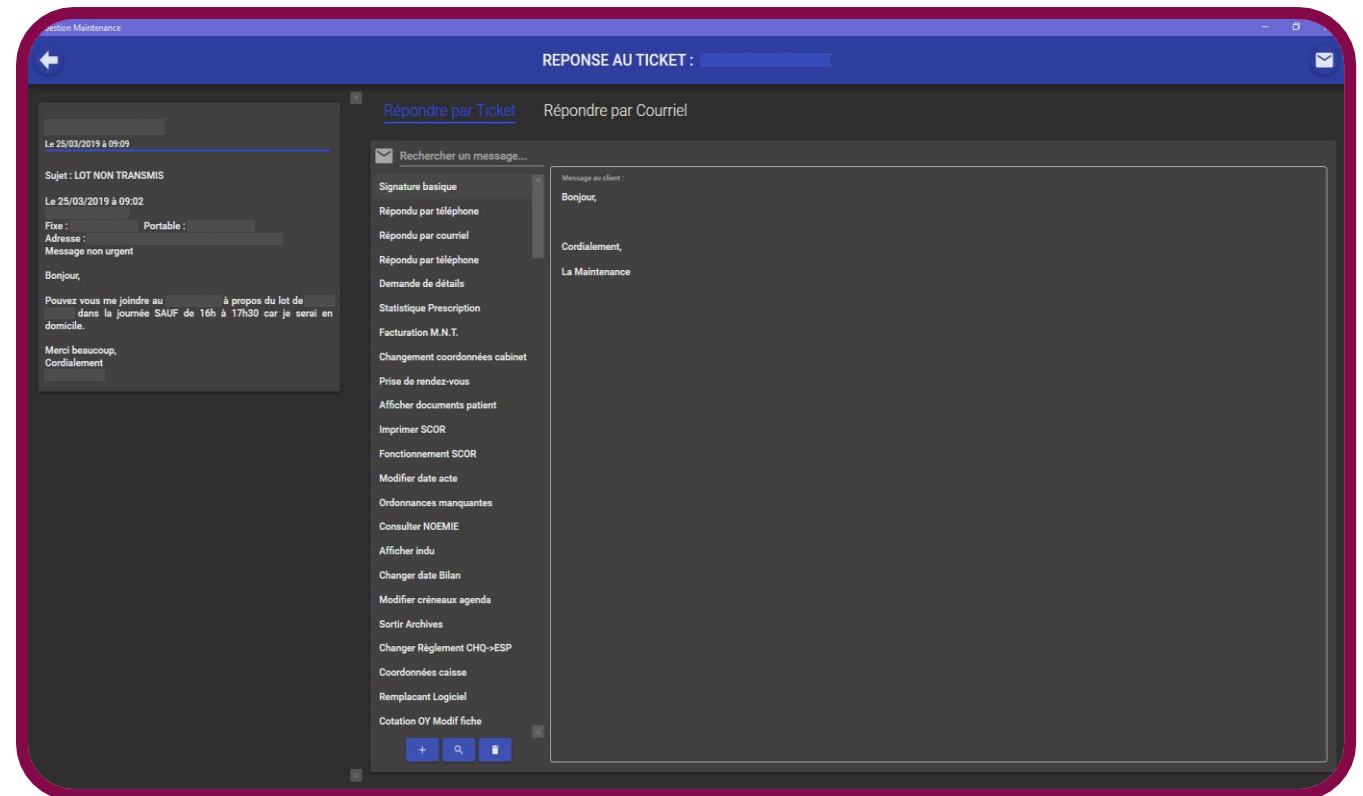 Gestion Maintenance
REPONSE AU TICKET :
Le 25/03/2019 à 09:09
Sujet : LOT NON TRANSMIS
Le 25/03/2019 à 09:02
Fixe : Portable :
Adresse :
Message non urgent
Bonjour,
Pouvez vous me joindre au à propos du lot de
dans la journée SAUF de 16h à 17h30 car je serai en
domicile.
Merci beaucoup,
Cordialement
Répondre par Ticket Répondre par Courriel
Rechercher un message...
Signature basique
Répondu par téléphone
Répondu par courriel
Répondu par téléphone
Demande de détails
Statistique Prescription
Facturation M.N.T.
Changement coordonnées cabinet
Prise de rendez-vous
Afficher documents patient
Imprimer SCOR
Fonctionnement SCOR
Modifier date acte
Ordonnances manquantes
Consulter NOEMIE
Afficher indu
Changer date Bilan
Modifier créneaux agenda
Sortir Archives
Changer Règlement CHQ->ESP
Coordonnées caisse
Remplacant Logiciel
Cotation OY Modif fiche
Message au client :
Bonjour,
Cordialement,
La Maintenance